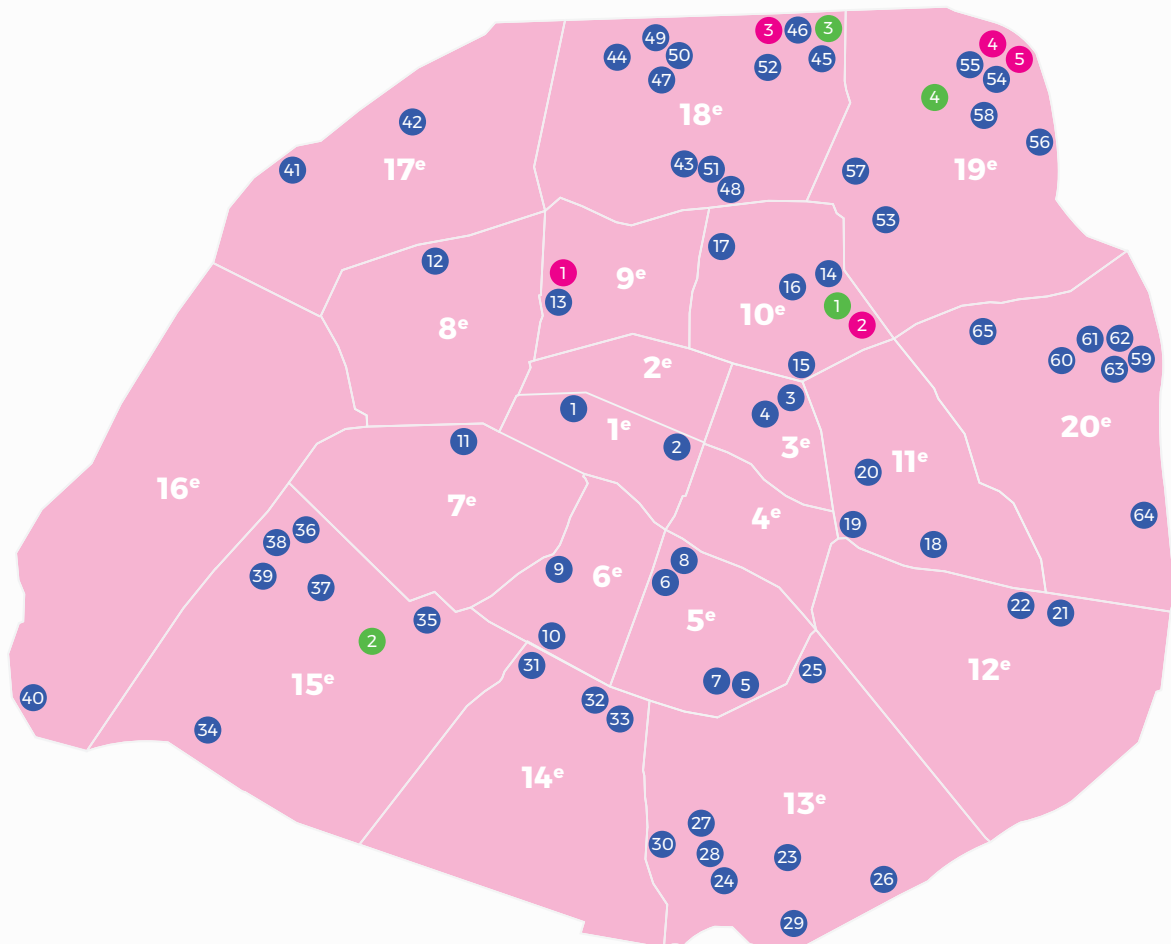 3 46 3
49
4
44 50 52 45 5
55
47 54
4
18ᵉ 58
42
56
43 51 57
41 17ᵉ 19ᵉ
48
53
17
12
1 9ᵉ 14
16
13 10ᵉ 1
8ᵉ 2 65
61 62
2ᵉ 15 60 63 59
3
1 4
1ᵉ 20ᵉ
11 2 3ᵉ
11ᵉ
20
16ᵉ 7ᵉ
4ᵉ 64
36 19
38 18
8
39 9 6ᵉ 6
37
22 21
35 5ᵉ
2 10
31 25 12ᵉ
15ᵉ 7 5
40 32
33
34
14ᵉ
13ᵉ
27
30 28 23
24 26
29